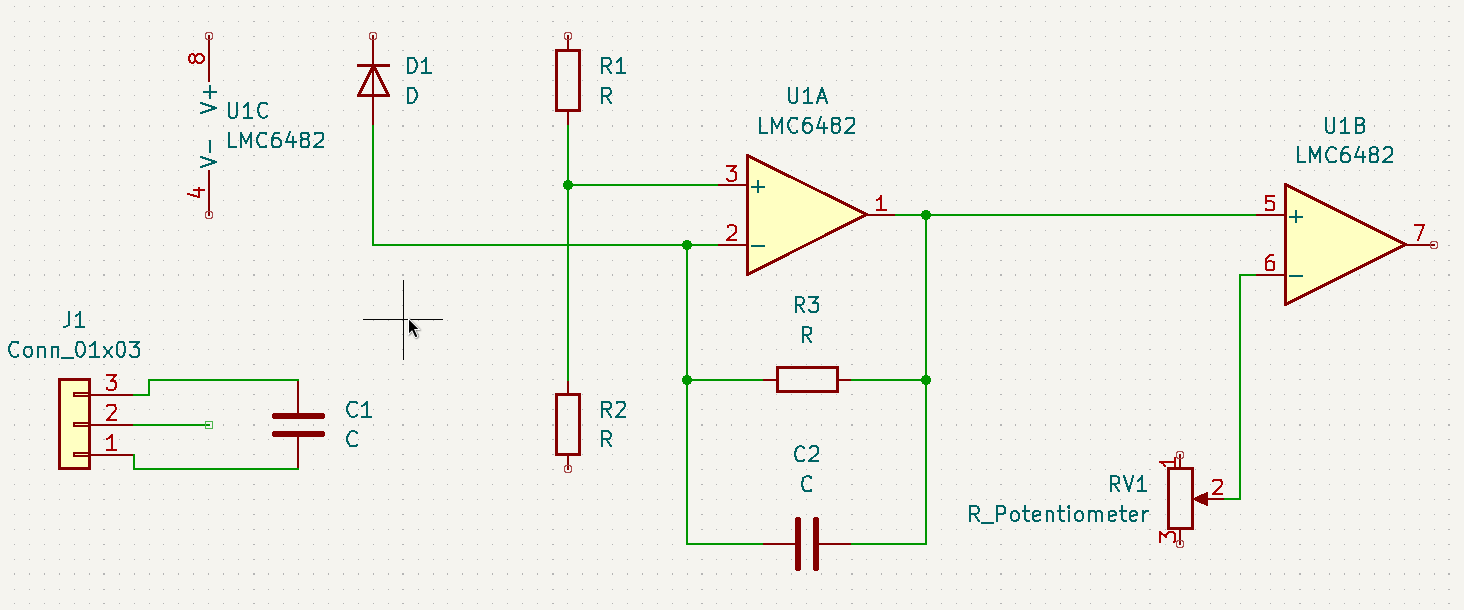 8
V+
U1C
LMC6482
V-
4
D1
D
R1
R
U1A
LMC6482
3
+
2
-
1
U1B
LMC6482
5
+
6
-
7
J1
Conn_01x03
3
2
1
C1
C
R2
R
R3
R
C2
C
RV1
R_Potentiometer
1
2
3